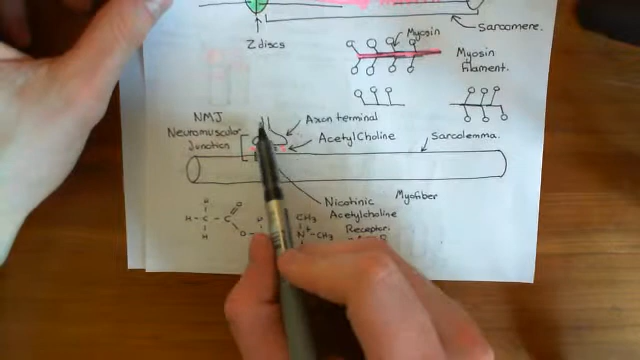 Sarcomere.
Z discs
Myosin
Myosin
Filament.
NMJ
Neuromuscular
Junction
Axon terminal
AcetylCholine
Sarcolemma.
Myofiber
Nicotinic
Acetylcholine
Receptor.
H
H-C-C
O
H
O
H
CH3
N+-CH3